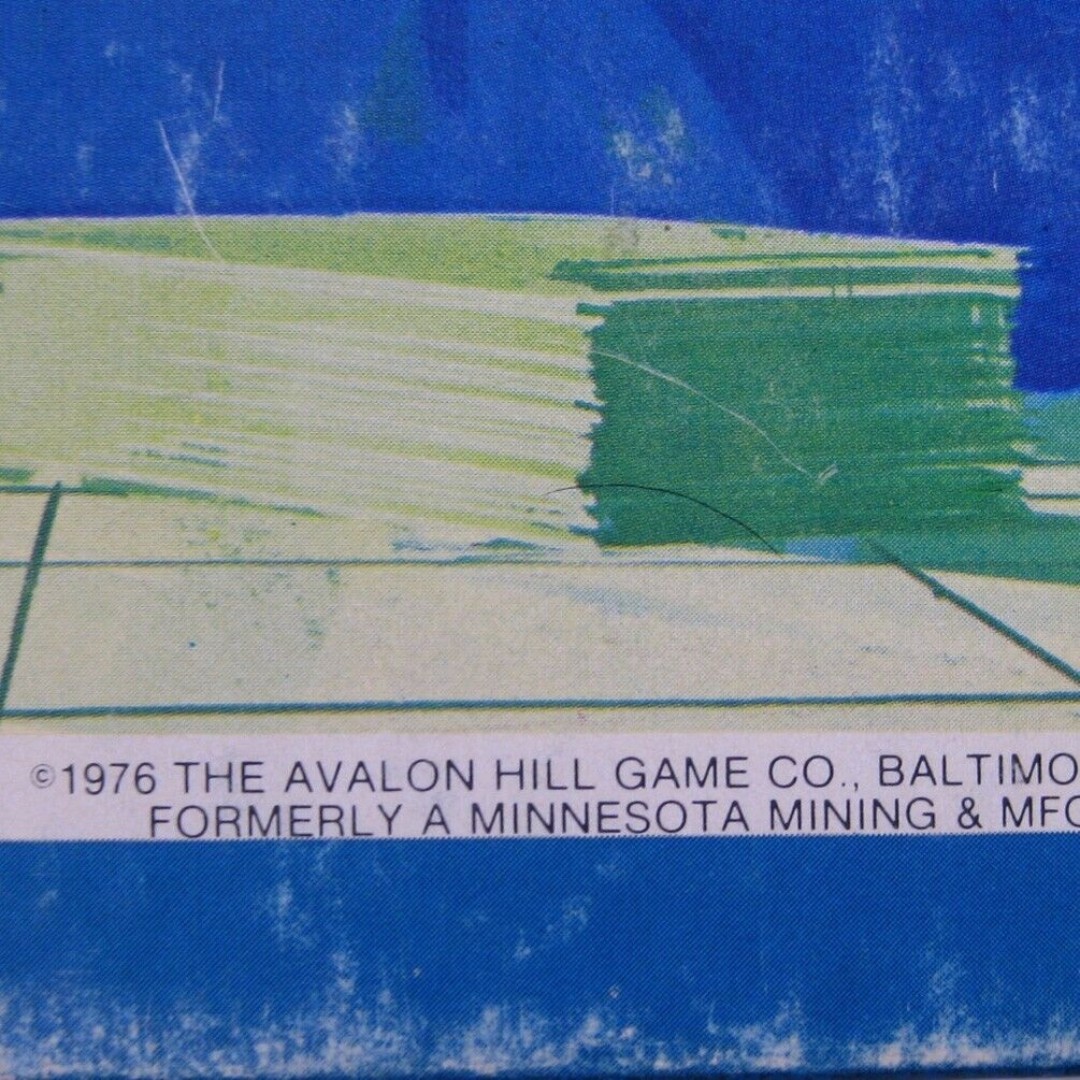 ©1976 THE AVALON HILL GAME CO., BALTIMO
FORMERLY A MINNESOTA MINING & MFG